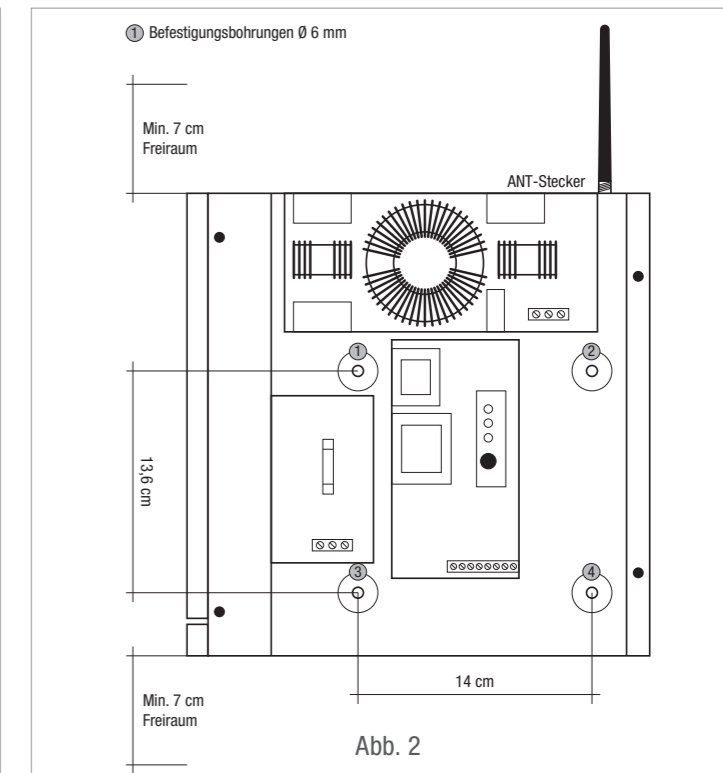 1 Befestigungsbohrungen Ø 6 mm
Min. 7 cm
Freiraum
ANT-Stecker
1
2
13,6 cm
3
4
14 cm
Min. 7 cm
Freiraum
Abb. 2